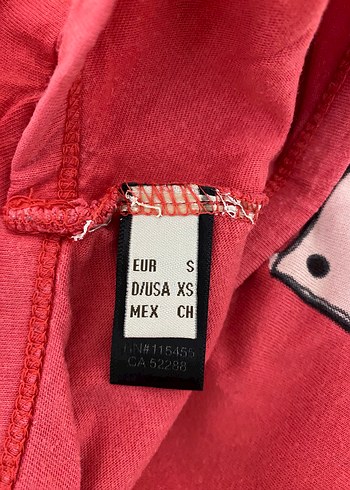 EUR S
D/USA XS
MEX CH
RN#115455
CA 52288